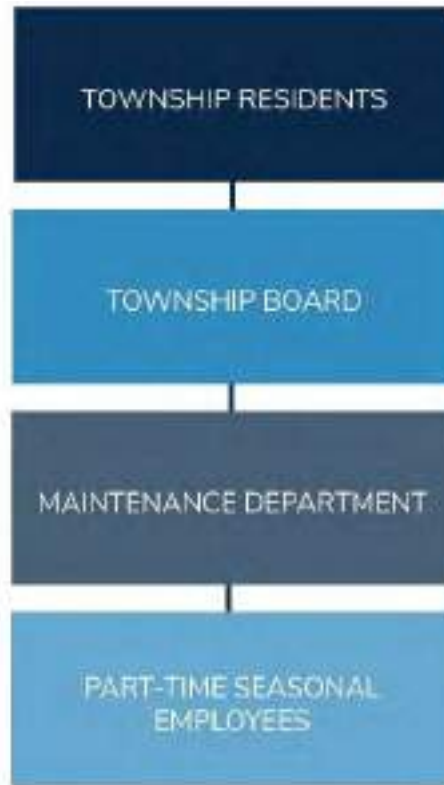 TOWNSHIP RESIDENTS
TOWNSHIP BOARD
MAINTENANCE DEPARTMENT
PART-TIME SEASONAL
EMPLOYEES